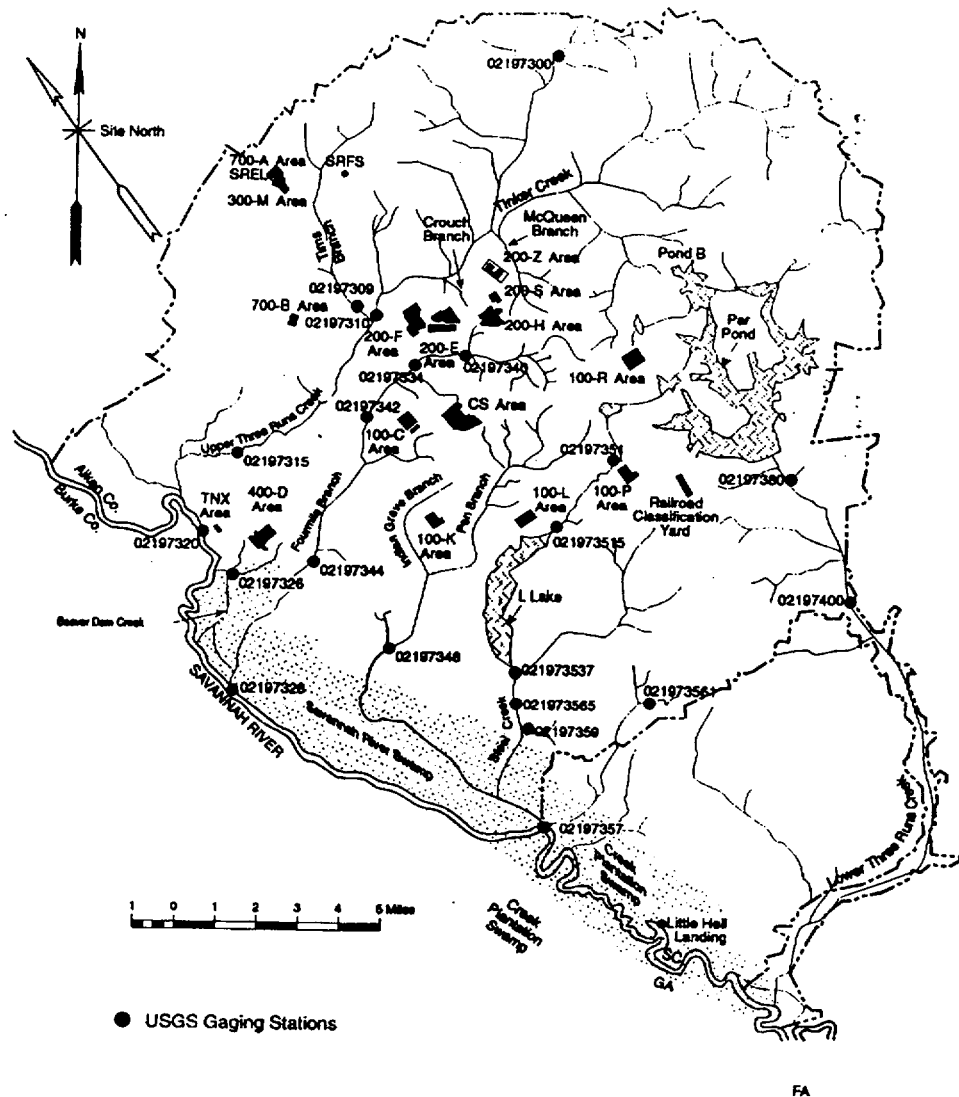 N
Site North
02197300
700-A Area
SREL
SRFS
300-M Area
Tims
Branch
Tinker Creek
Crouch
Branch
McQueen
Branch
200-Z Area
Pond B
200-S Area
02197309
700-B Area
02197310
200-F
Area
200-E
Area
200-H
Area
Par
Pond
02197340
100-R Area
CS Area
02197342
100-C
Area
Upper Three Runs Creek
02197315
02197351
100-P
Area
Railroad
Classification
Yard
02197380
Aiken Co.
Burke Co.
TNX
Area
400-D
Area
Fourmile Branch
Indian Grave Branch
Pen Branch
100-K
Area
100-L
Area
02197320
02197344
021973515
02197326
L Lake
02197400
Beaver Dam Creek
02197348
021973537
SAVANNAH RIVER
02197328
Savannah River Swamp
021973565
021973561
02197359
Creek
02197357
Lower Three Runs Creek
Creek
Plantation
Swamp
Creek
Plantation
Swamp
Little Hell
Landing
SC
GA
1 0 1 2 3 4 5 Miles
USGS Gaging Stations
FA